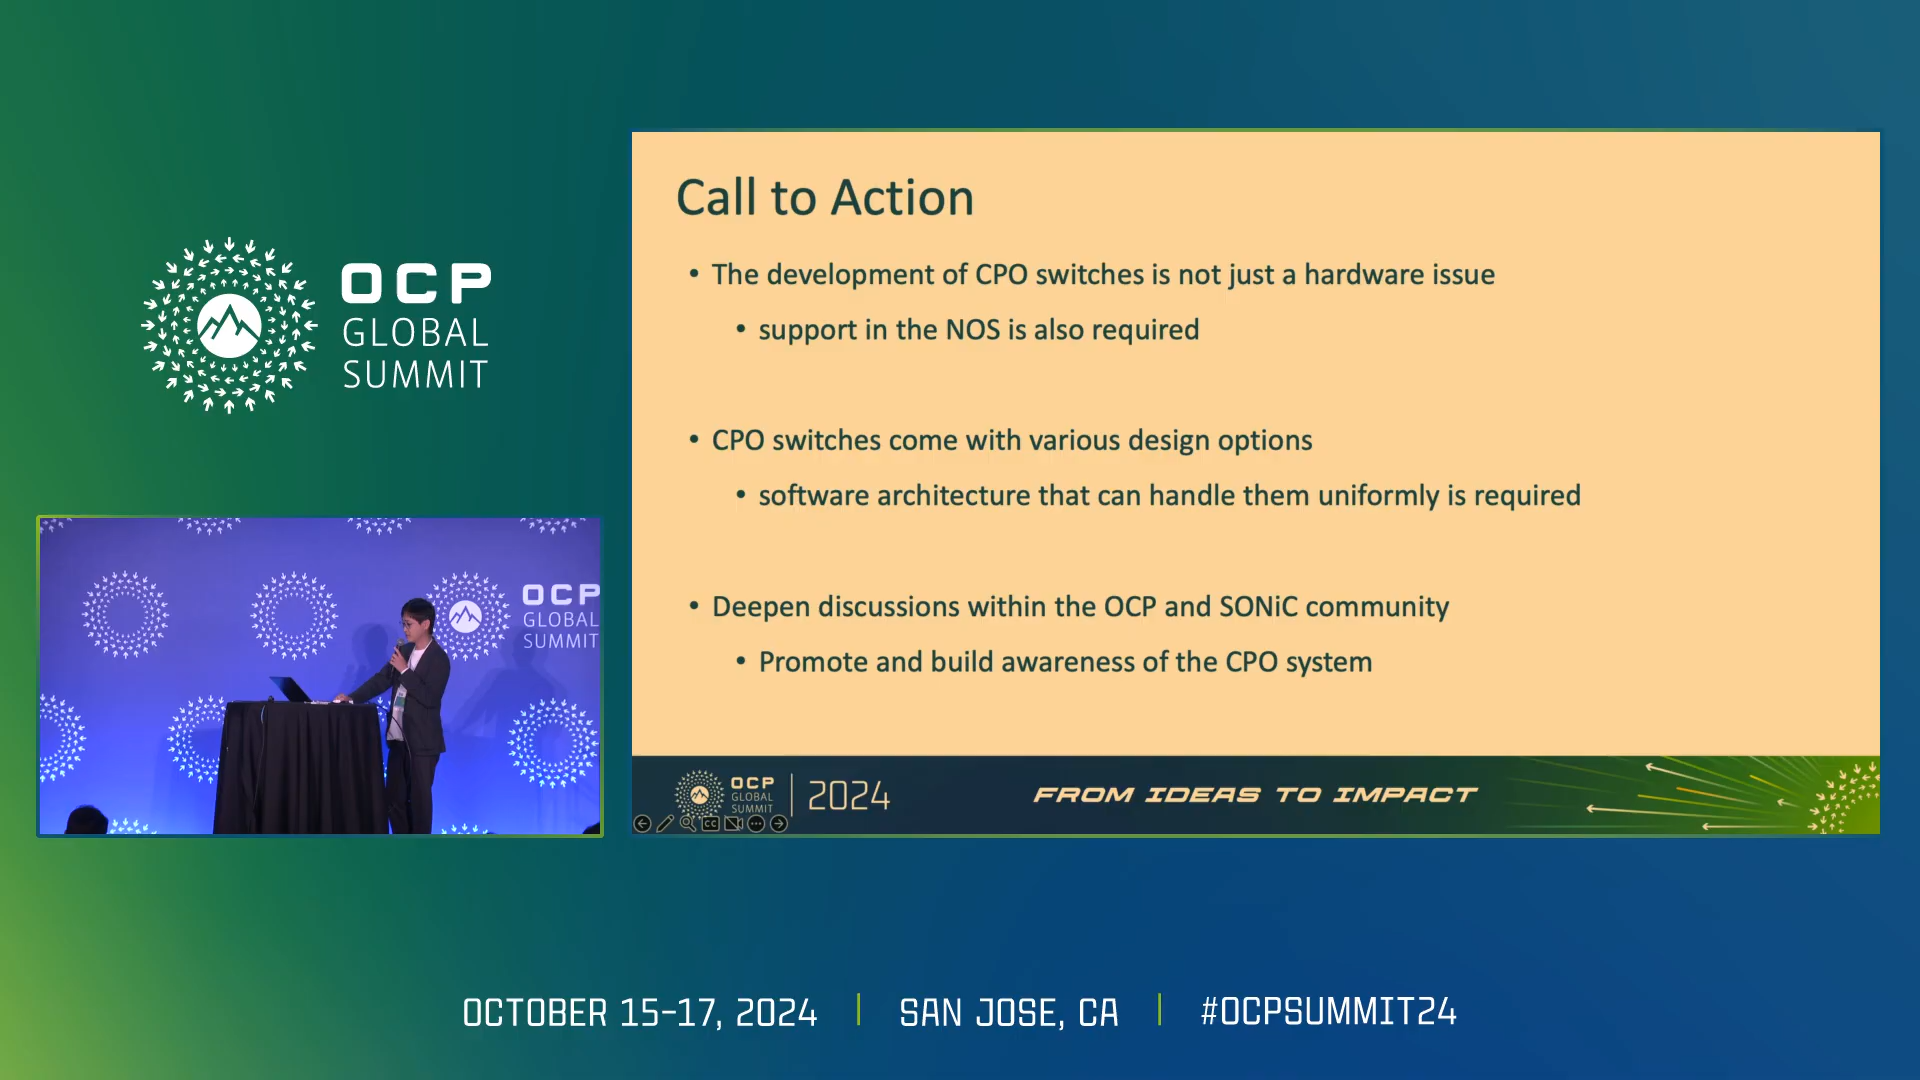 OCP
GLOBAL
SUMMIT
Call to Action
• The development of CPO switches is not just a hardware issue
• support in the NOS is also required
• CPO switches come with various design options
• software architecture that can handle them uniformly is required
• Deepen discussions within the OCP and SONiC community
• Promote and build awareness of the CPO system
OCP
GLOBAL
SUMMIT
OCP
GLOBAL
SUMMIT
2024
FROM IDEAS TO IMPACT
CC
OCTOBER 15-17, 2024
SAN JOSE, CA
#OCPSUMMIT24